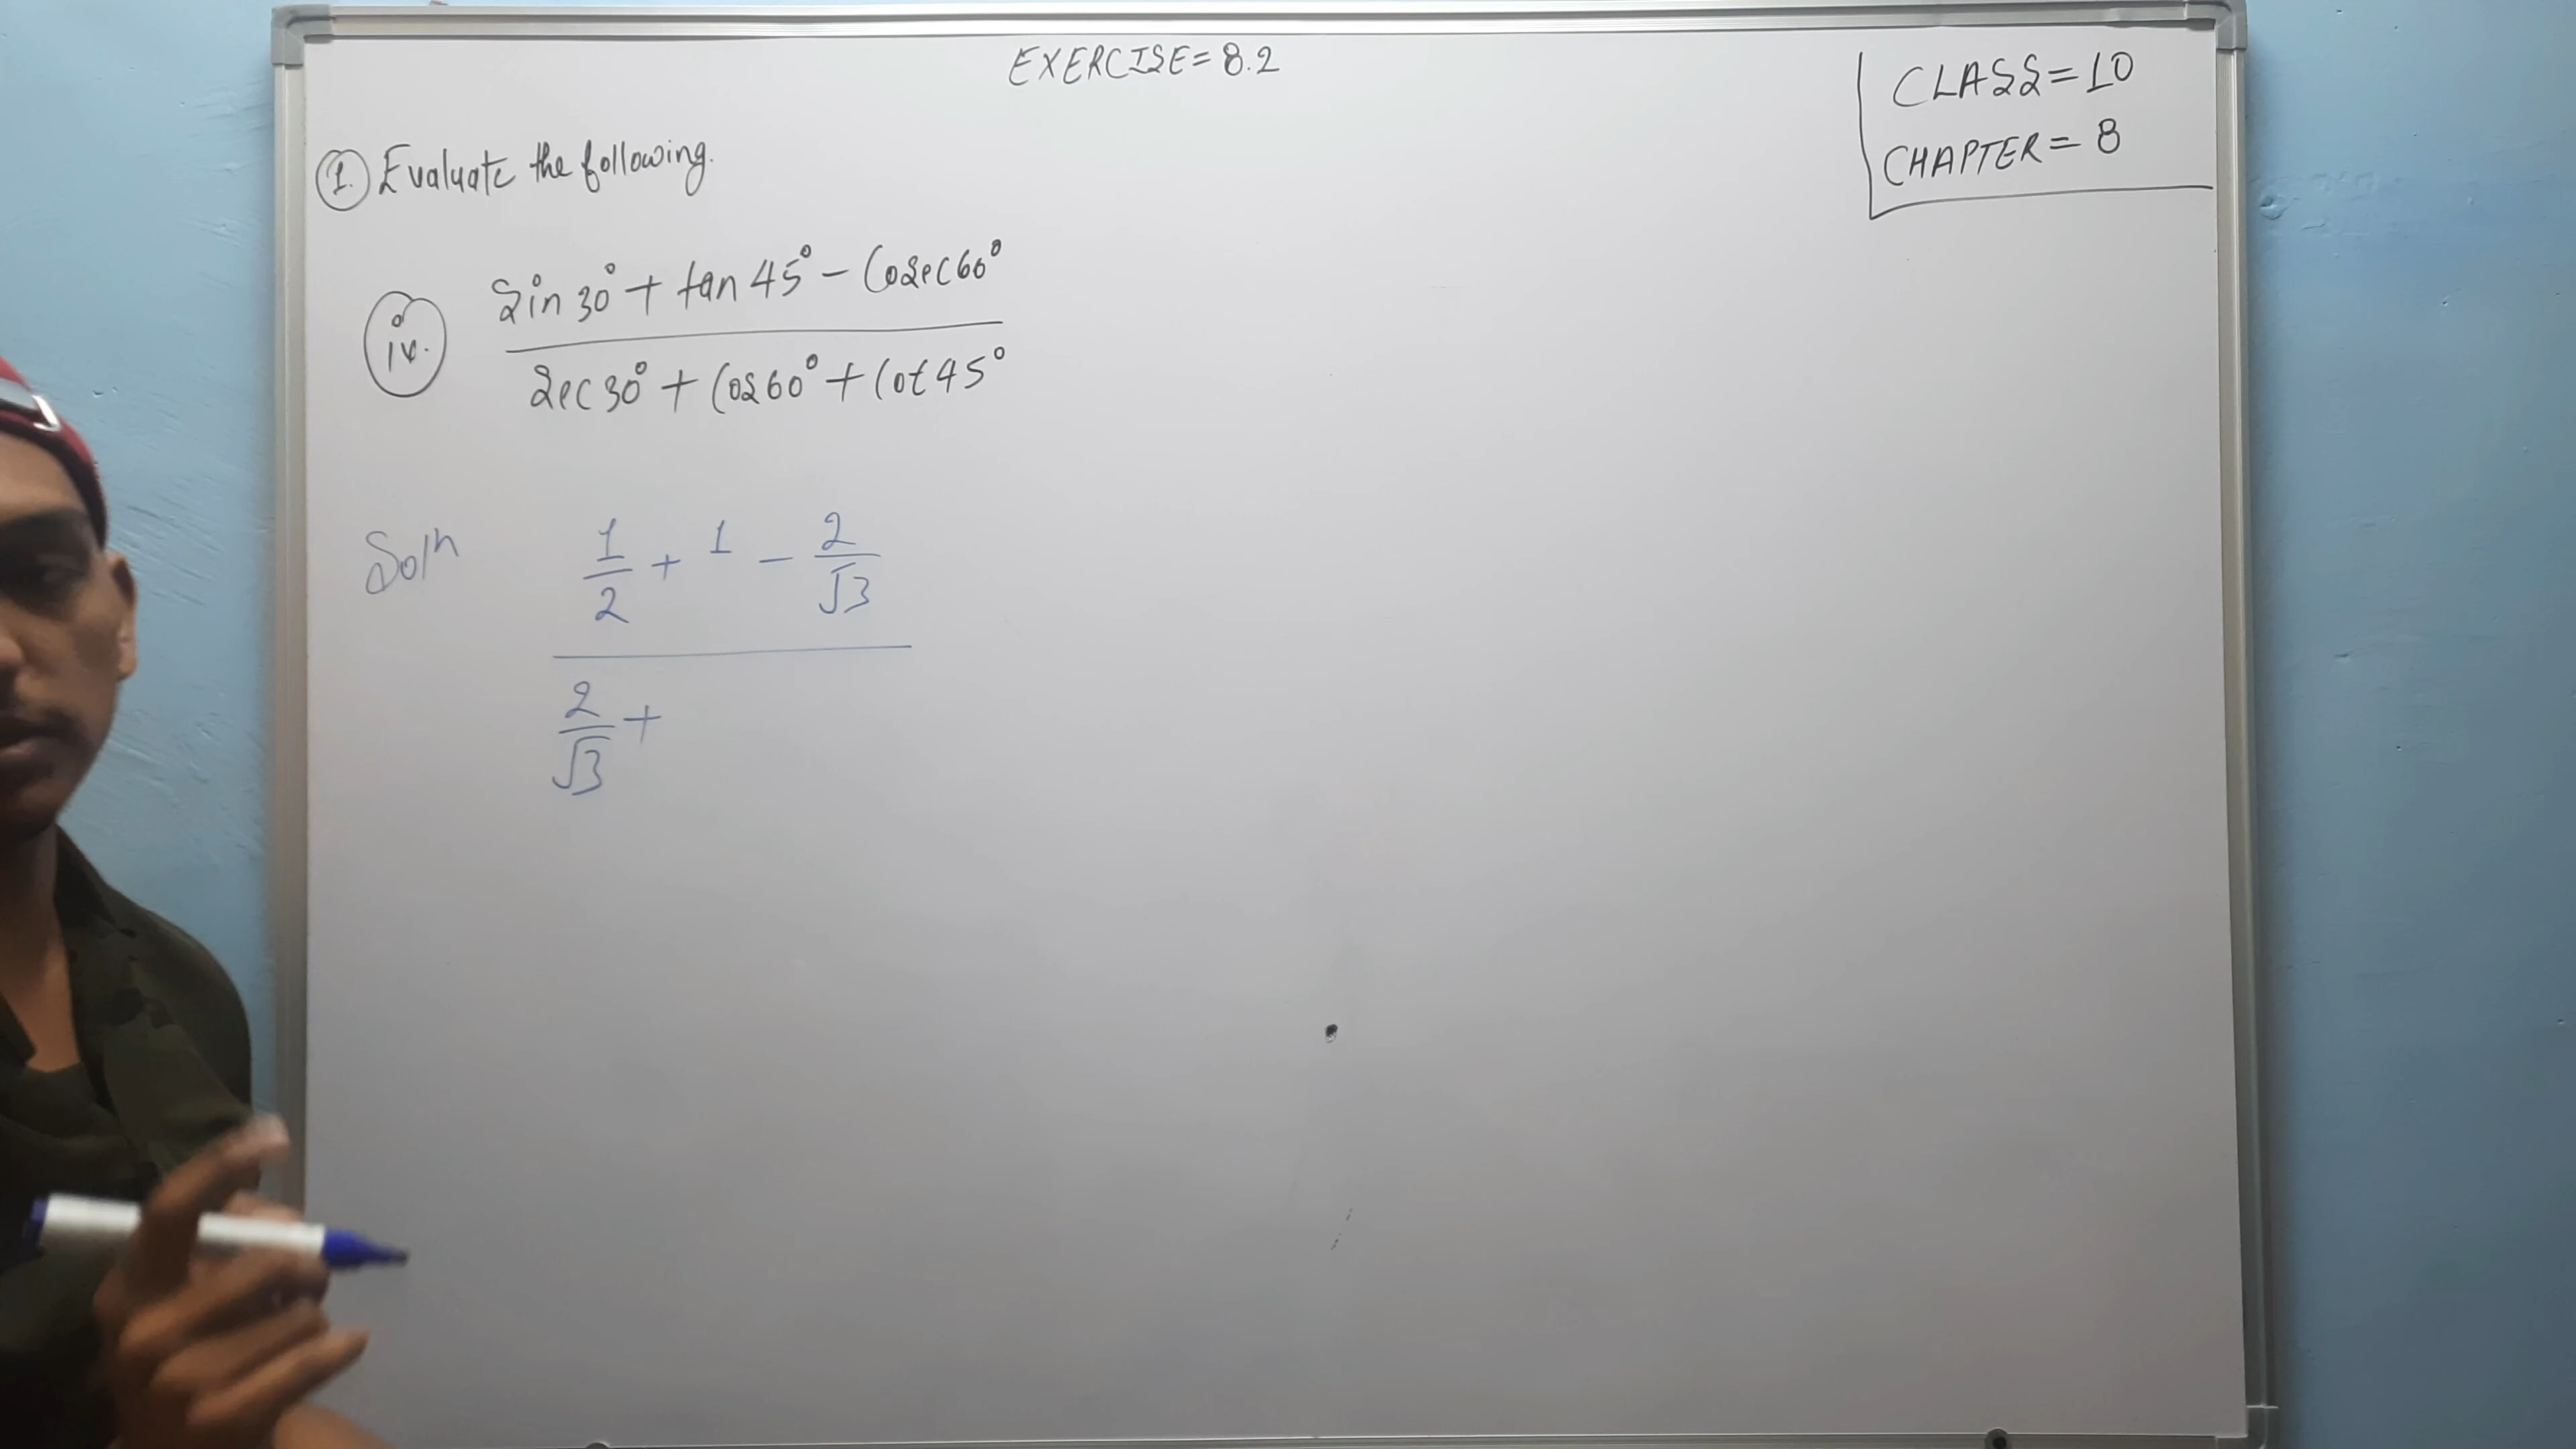 EXERCISE=8.2
CLASS=10
CHAPTER=8
1. Evaluate the following.
iv. Sin 30° + tan 45° - Cosec 60°
Sec 30° + Cos 60° + Cot 45°
Soln 1/2 + 1 - 2/√3
2/√3 +